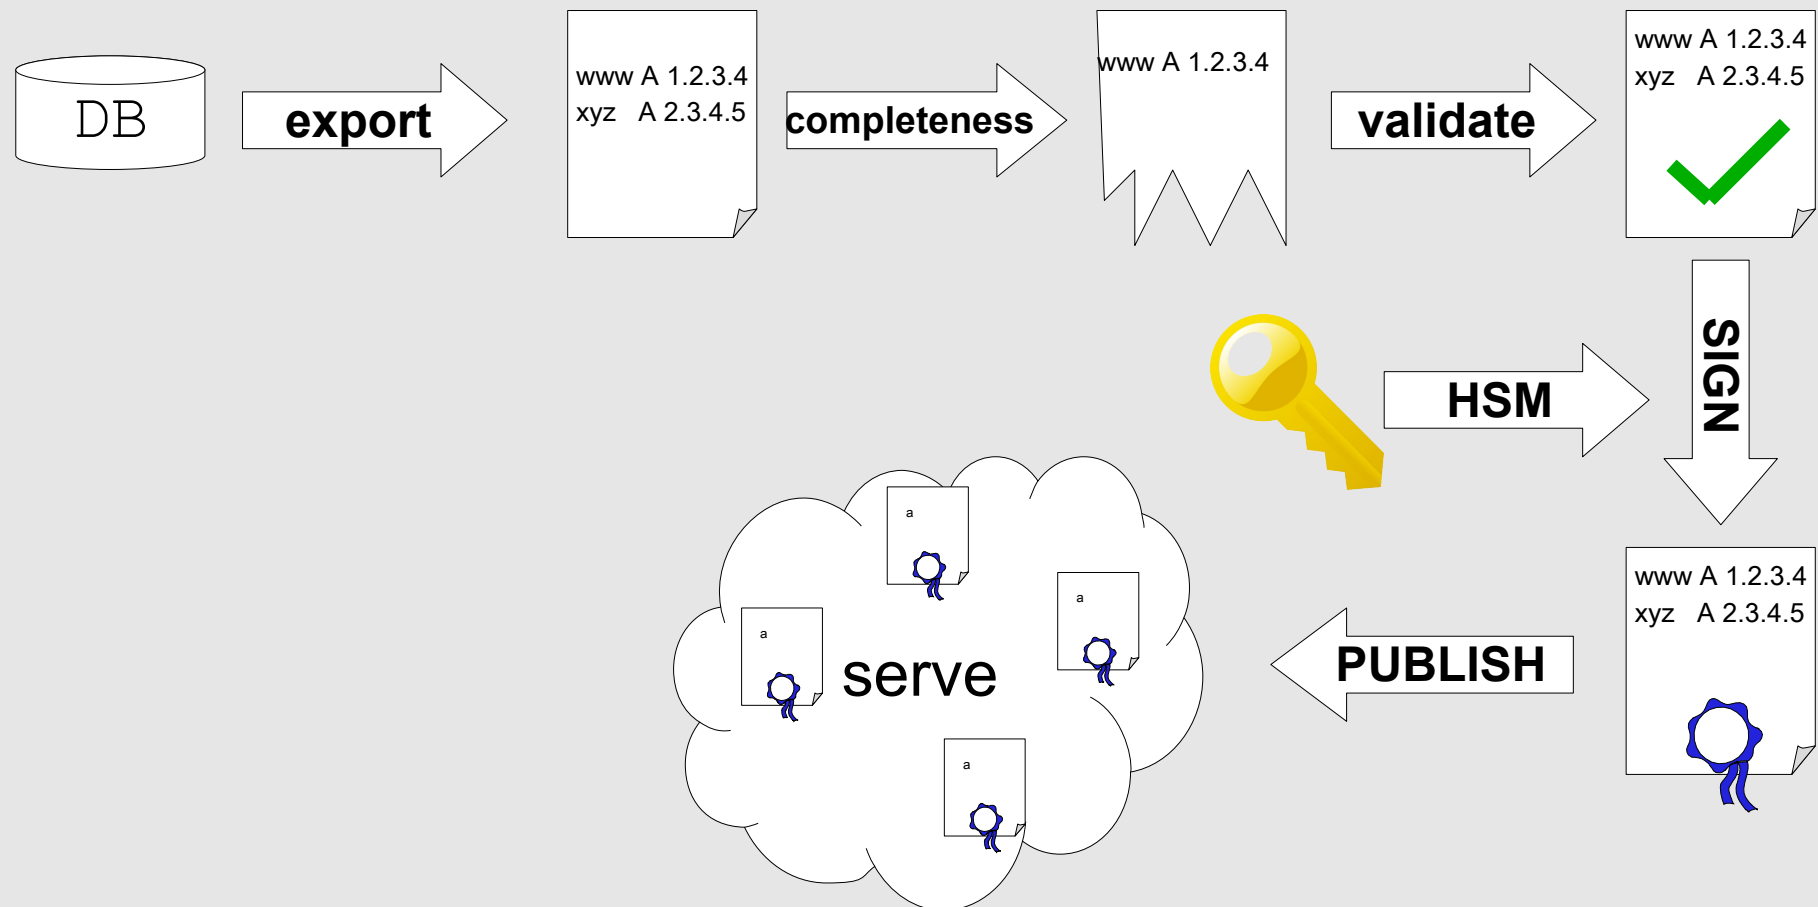 DB
export
www A 1.2.3.4
xyz A 2.3.4.5
completeness
www A 1.2.3.4
validate
www A 1.2.3.4
xyz A 2.3.4.5
SIGN
HSM
www A 1.2.3.4
xyz A 2.3.4.5
PUBLISH
serve
a
a
a
a